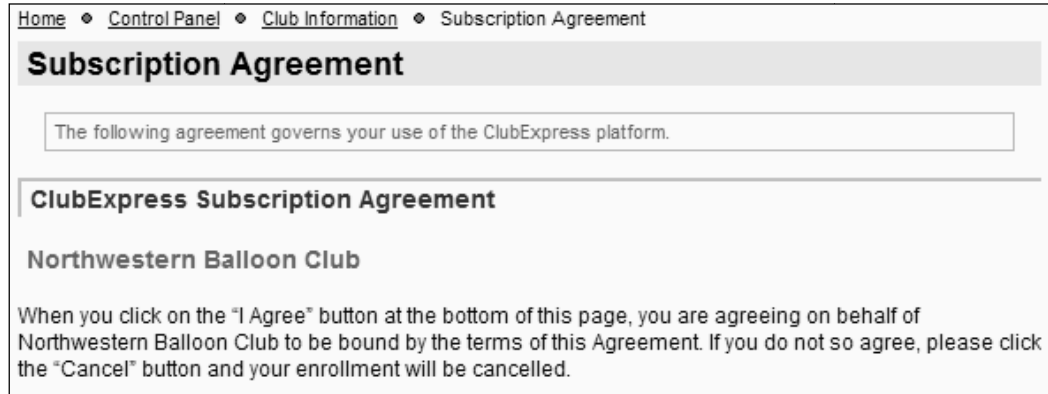 Home • Control Panel • Club Information • Subscription Agreement
Subscription Agreement
The following agreement governs your use of the ClubExpress platform.
ClubExpress Subscription Agreement
Northwestern Balloon Club
When you click on the “I Agree” button at the bottom of this page, you are agreeing on behalf of
Northwestern Balloon Club to be bound by the terms of this Agreement. If you do not so agree, please click
the “Cancel” button and your enrollment will be cancelled.